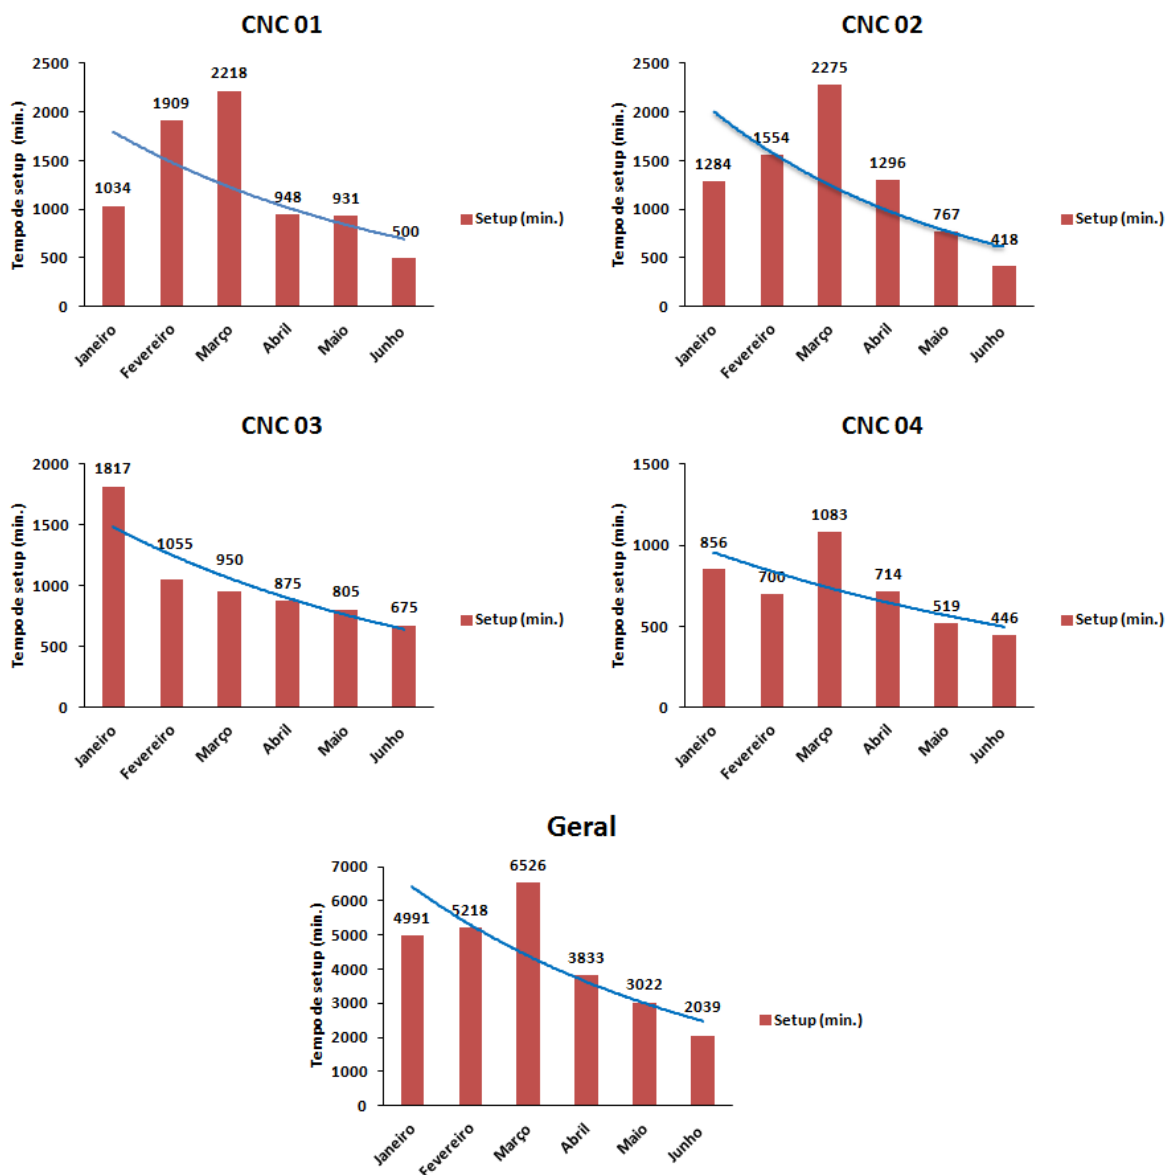 CNC 01
Tempo de setup (min.)
2500
2000
1500
1000
500
0
1034
1909
2218
948
931
500
Janeiro
Fevereiro
Março
Abril
Maio
Junho
Setup (min.)
CNC 02
Tempo de setup (min.)
2500
2000
1500
1000
500
0
1284
1554
2275
1296
767
418
Janeiro
Fevereiro
Março
Abril
Maio
Junho
Setup (min.)
CNC 03
Tempo de setup (min.)
2000
1500
1000
500
0
1817
1055
950
875
805
675
Janeiro
Fevereiro
Março
Abril
Maio
Junho
Setup (min.)
CNC 04
Tempo de setup (min.)
1500
1000
500
0
856
700
1083
714
519
446
Janeiro
Fevereiro
Março
Abril
Maio
Junho
Setup (min.)
Geral
Tempo de setup (min.)
7000
6000
5000
4000
3000
2000
1000
0
4991
5218
6526
3833
3022
2039
Janeiro
Fevereiro
Março
Abril
Maio
Junho
Setup (min.)